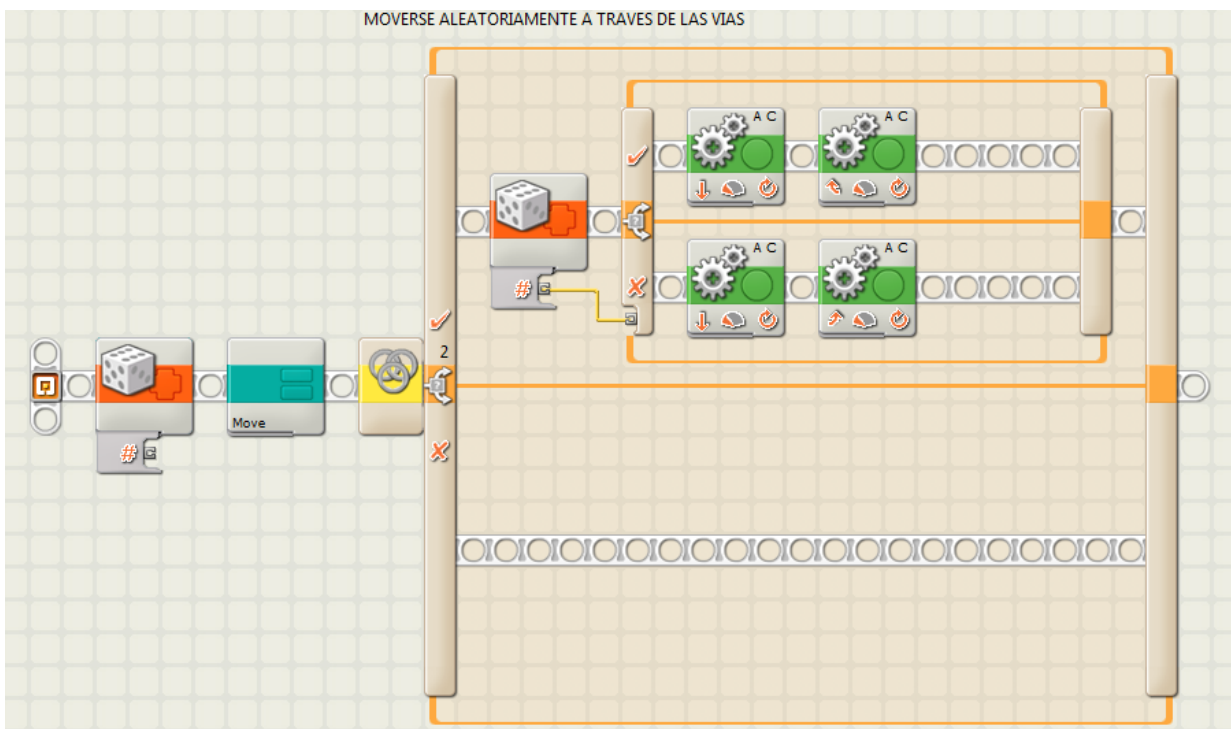 MOVERSE ALEATORIAMENTE A TRAVES DE LAS VIAS
A C
A C
#
A C
A C
2
Move
#